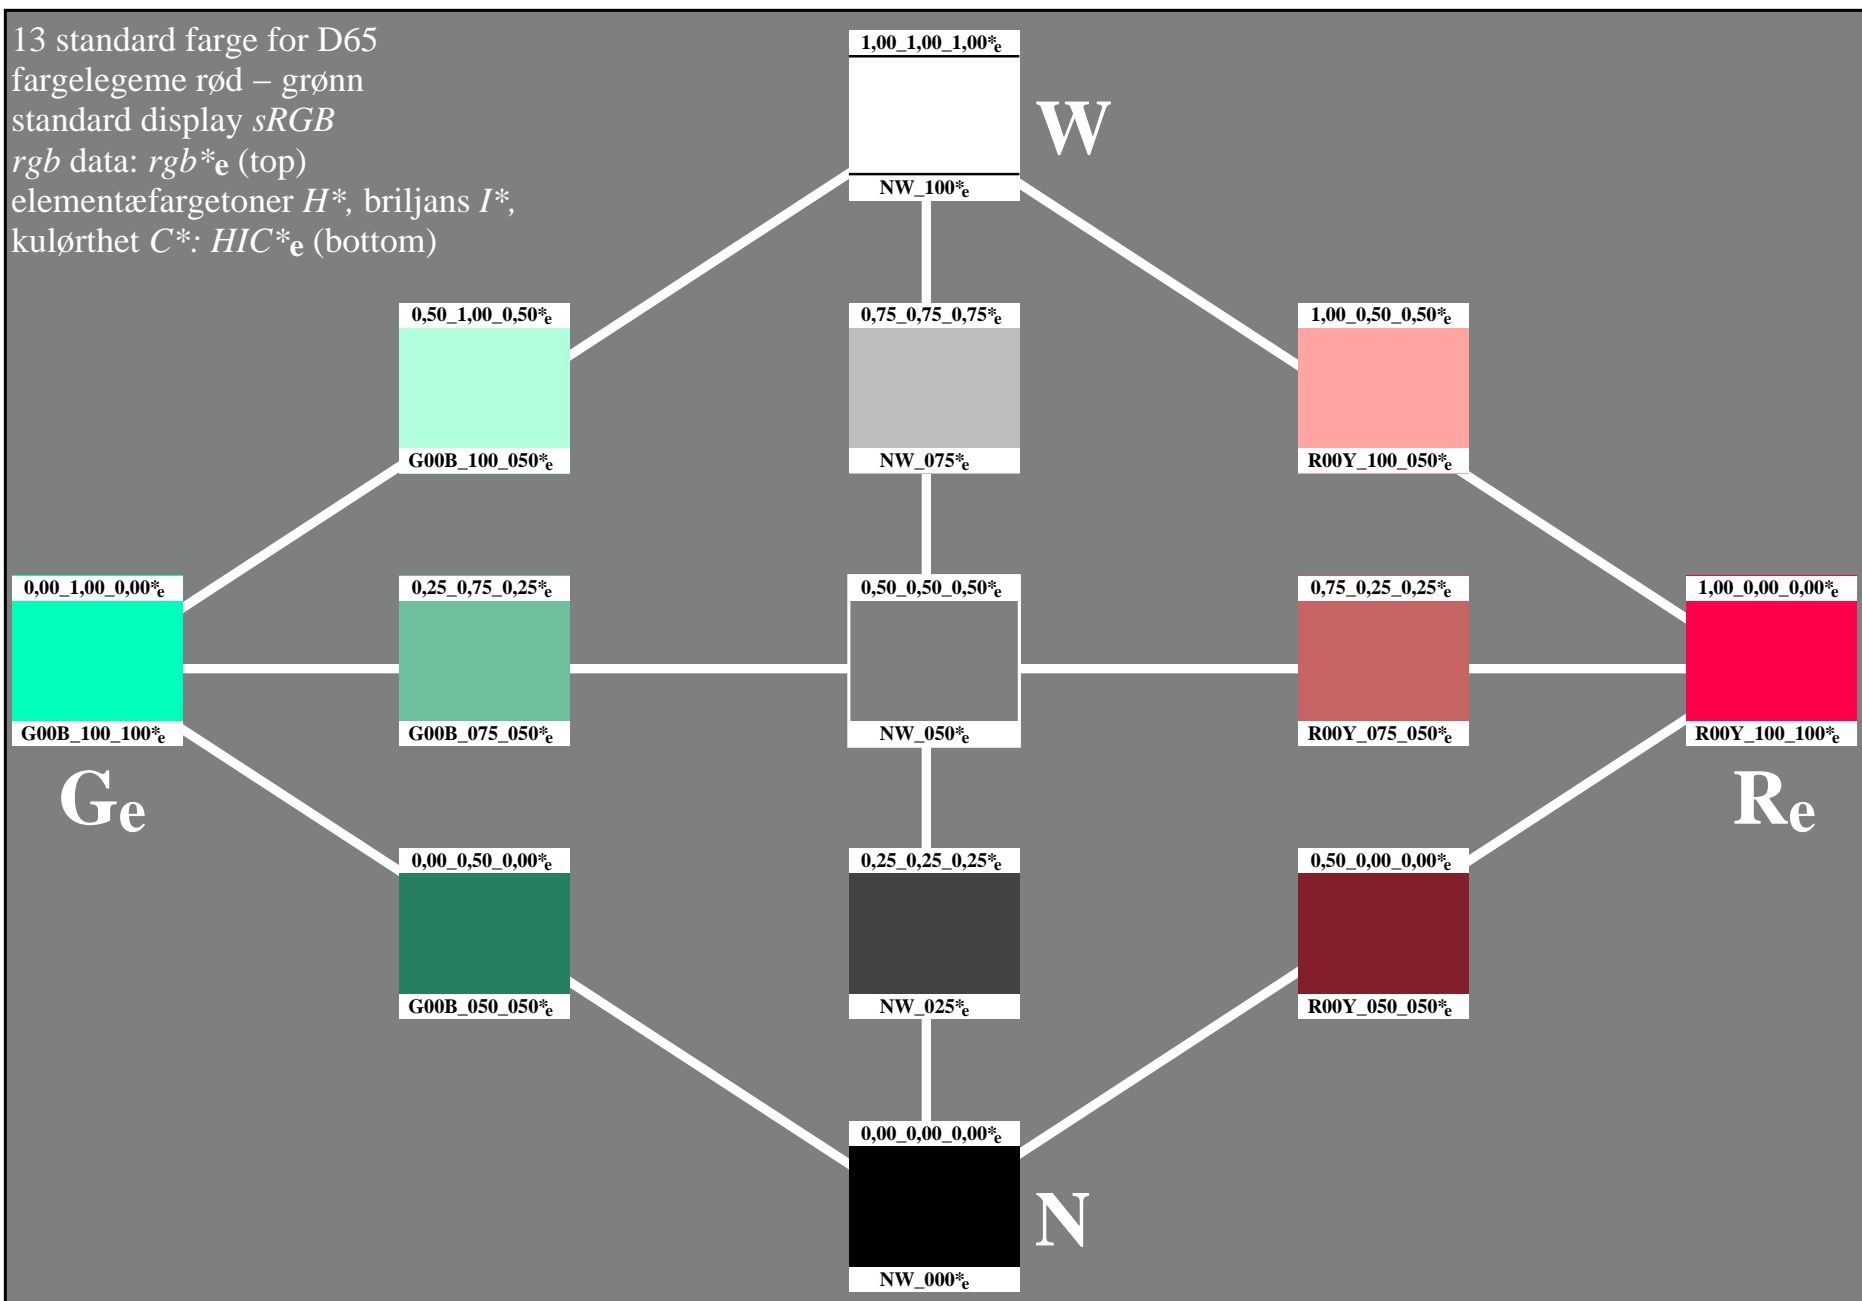 13 standard farge for D65
fargelegeme rød – grønn
standard display sRGB
rgb data: rgb*e (top)
elementæfargetoner H*, briljans I*,
kulørthet C*: HIC*e (bottom)
1,00_1,00_1,00*e
W
NW_100*e
0,50_1,00_0,50*e
G00B_100_050*e
0,75_0,75_0,75*e
NW_075*e
1,00_0,50_0,50*e
R00Y_100_050*e
0,00_1,00_0,00*e
G00B_100_100*e
Ge
0,25_0,75_0,25*e
G00B_075_050*e
0,50_0,50_0,50*e
NW_050*e
0,75_0,25_0,25*e
R00Y_075_050*e
1,00_0,00_0,00*e
R00Y_100_100*e
Re
0,00_0,50_0,00*e
G00B_050_050*e
0,25_0,25_0,25*e
NW_025*e
0,50_0,00_0,00*e
R00Y_050_050*e
0,00_0,00_0,00*e
N
NW_000*e